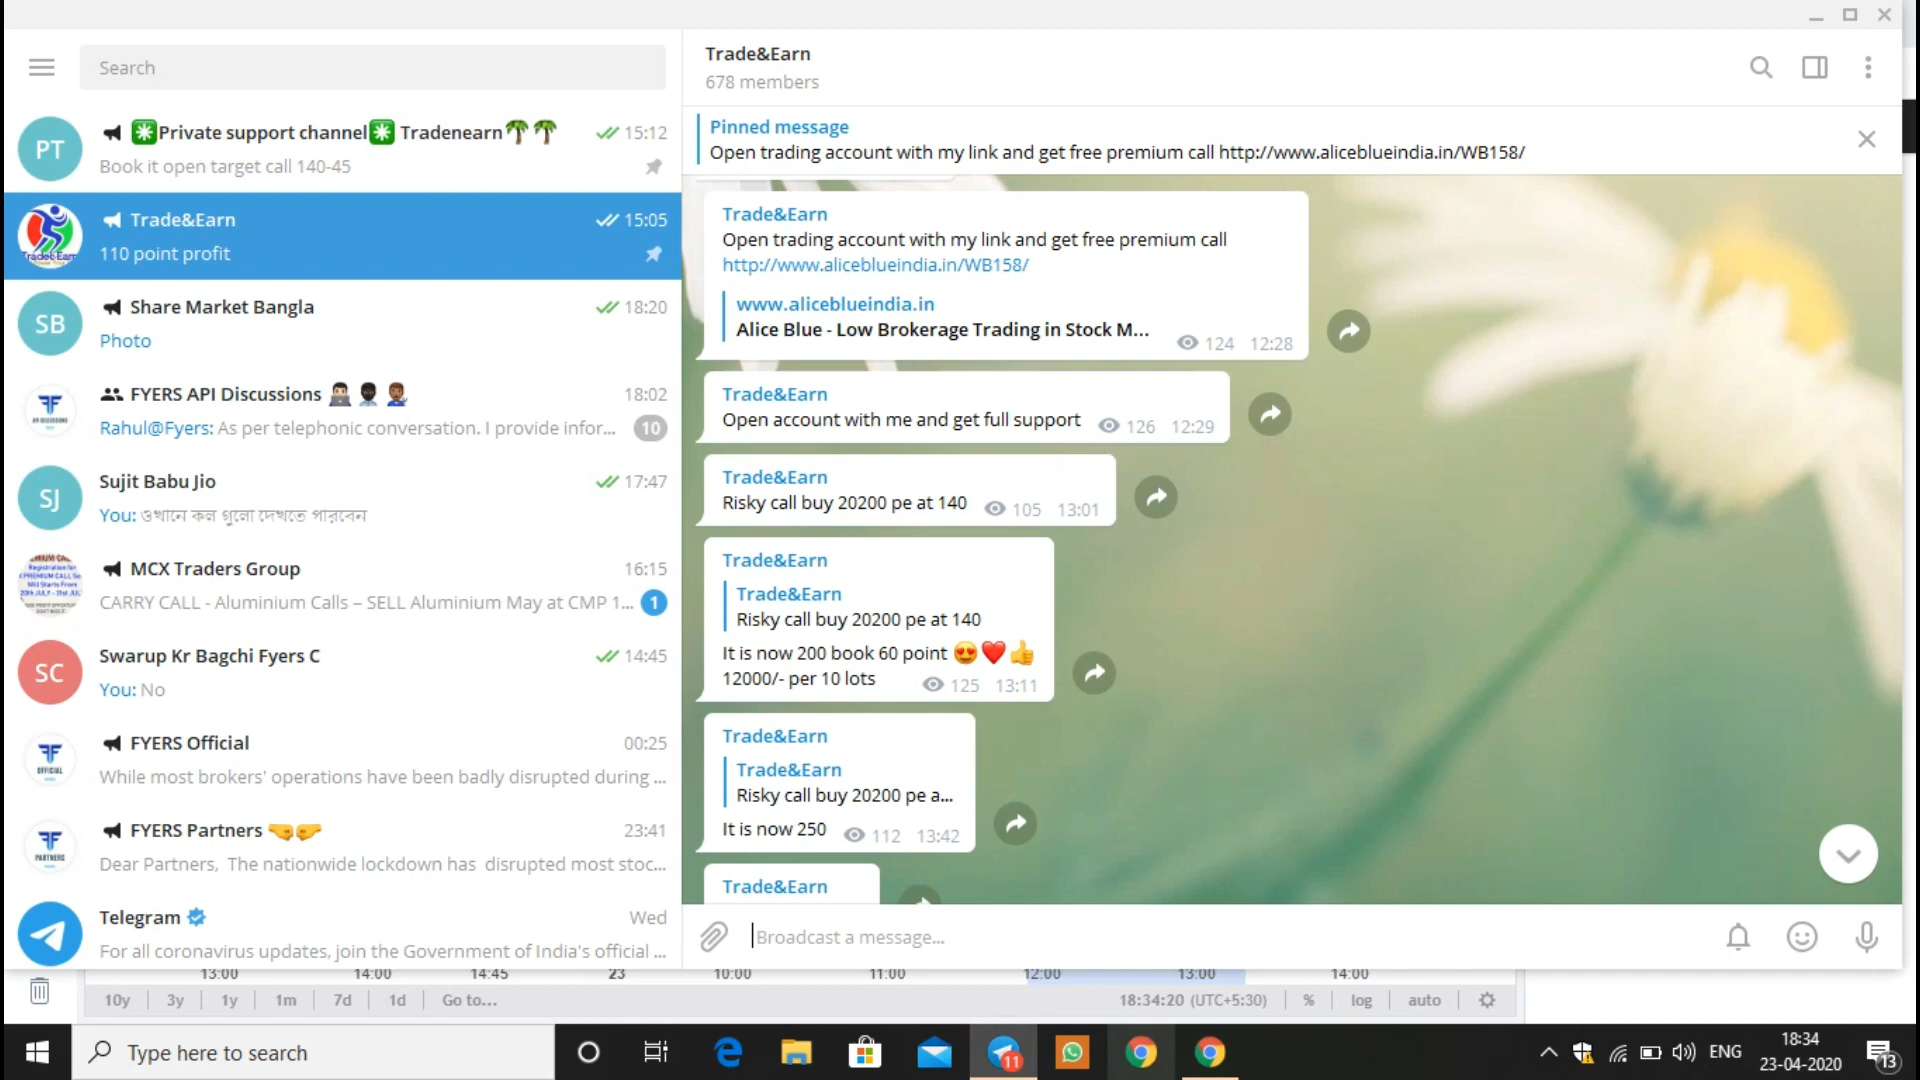 Search
PT
Private support channel Tradenearn
15:12
Book it open target call 140-45
Trade&Earn
15:05
110 point profit
SB
Share Market Bangla
18:20
Photo
FYERS API Discussions
18:02
Rahul@Fyers: As per telephonic conversation. I provide infor...
10
SJ
Sujit Babu Jio
17:47
You: ওখানে কল গুলো দেখতে পারবেন
MCX Traders Group
16:15
CARRY CALL - Aluminium Calls – SELL Aluminium May at CMP 1...
1
SC
Swarup Kr Bagchi Fyers C
14:45
You: No
OFFICIAL
FYERS Official
00:25
While most brokers' operations have been badly disrupted during ...
PARTNERS
FYERS Partners
23:41
Dear Partners, The nationwide lockdown has disrupted most stoc...
Telegram
Wed
For all coronavirus updates, join the Government of India's official ...
Trade&Earn
678 members
Pinned message
Open trading account with my link and get free premium call http://www.aliceblueindia.in/WB158/
Trade&Earn
Open trading account with my link and get free premium call
http://www.aliceblueindia.in/WB158/
www.aliceblueindia.in
Alice Blue - Low Brokerage Trading in Stock M...
124 12:28
Trade&Earn
Open account with me and get full support 126 12:29
Trade&Earn
Risky call buy 20200 pe at 140 105 13:01
Trade&Earn
Trade&Earn
Risky call buy 20200 pe at 140
It is now 200 book 60 point 😍❤️👍
12000/- per 10 lots 125 13:11
Trade&Earn
Trade&Earn
Risky call buy 20200 pe a...
It is now 250 112 13:42
Trade&Earn
Broadcast a message...
13:00 14:00 14:45 23 10:00 11:00 12:00 13:00 14:00
10y 3y 1y 1m 7d 1d Go to... 18:34:20 (UTC+5:30) % log auto
Type here to search
11
ENG
18:34
23-04-2020
13